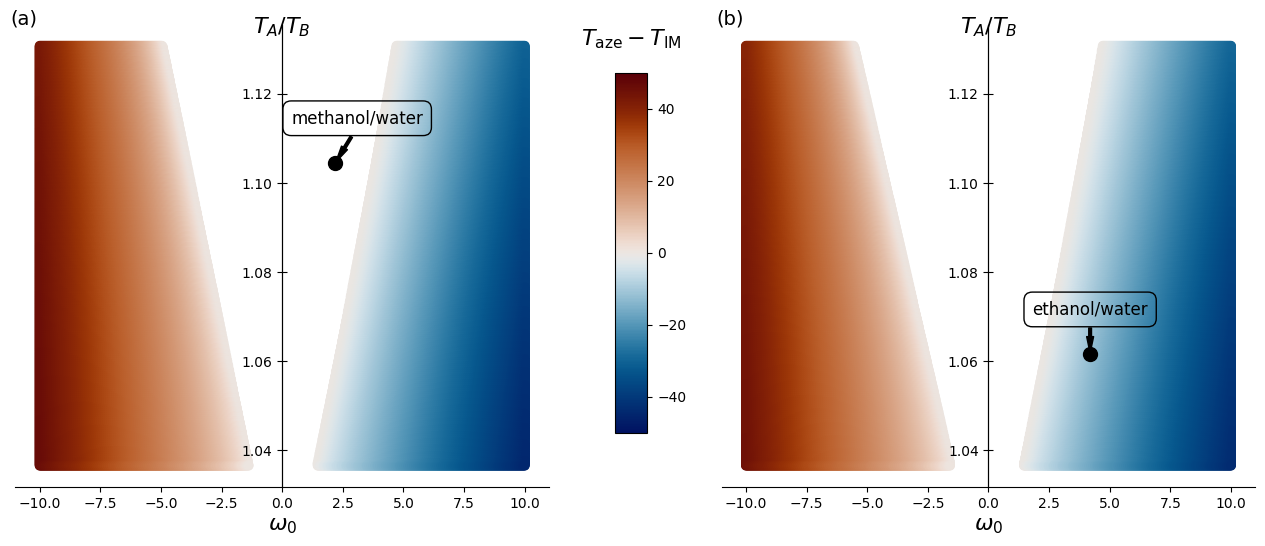 (a)
T_A/T_B
1.12
1.10
1.08
1.06
1.04
methanol/water
−10.0 −7.5 −5.0 −2.5 0.0 2.5 5.0 7.5 10.0
ω_0
T_aze − T_IM
40
20
0
−20
−40
(b)
T_A/T_B
1.12
1.10
1.08
1.06
1.04
ethanol/water
−10.0 −7.5 −5.0 −2.5 0.0 2.5 5.0 7.5 10.0
ω_0